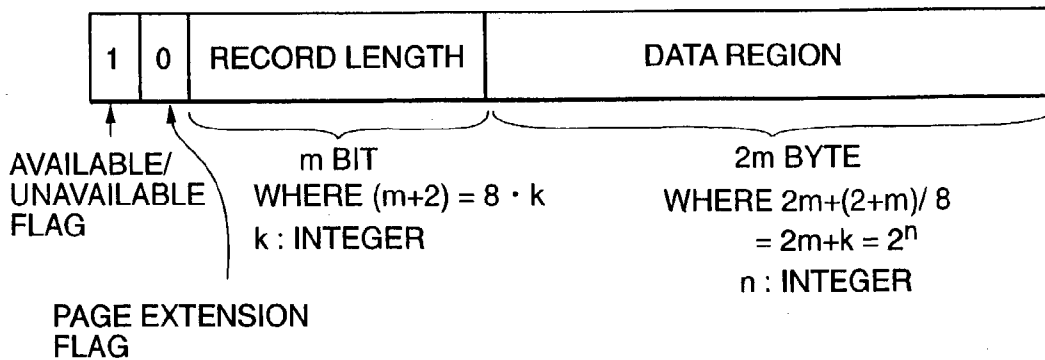 1 0 RECORD LENGTH DATA REGION
AVAILABLE/
UNAVAILABLE
FLAG
m BIT
WHERE (m+2) = 8 · k
k : INTEGER
2m BYTE
WHERE 2m+(2+m)/ 8
= 2m+k = 2ⁿ
n : INTEGER
PAGE EXTENSION
FLAG